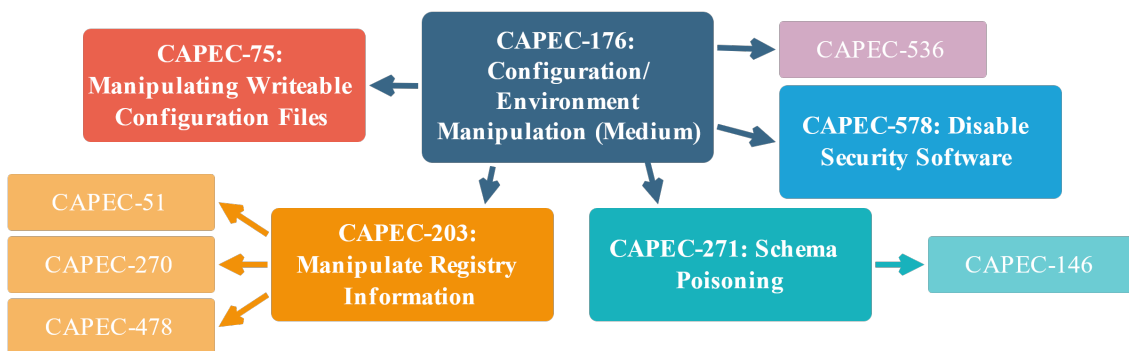 CAPEC-75:
Manipulating Writeable
Configuration Files
CAPEC-176:
Configuration/
Environment
Manipulation (Medium)
CAPEC-536
CAPEC-578: Disable
Security Software
CAPEC-51
CAPEC-270
CAPEC-478
CAPEC-203:
Manipulate Registry
Information
CAPEC-271: Schema
Poisoning
CAPEC-146